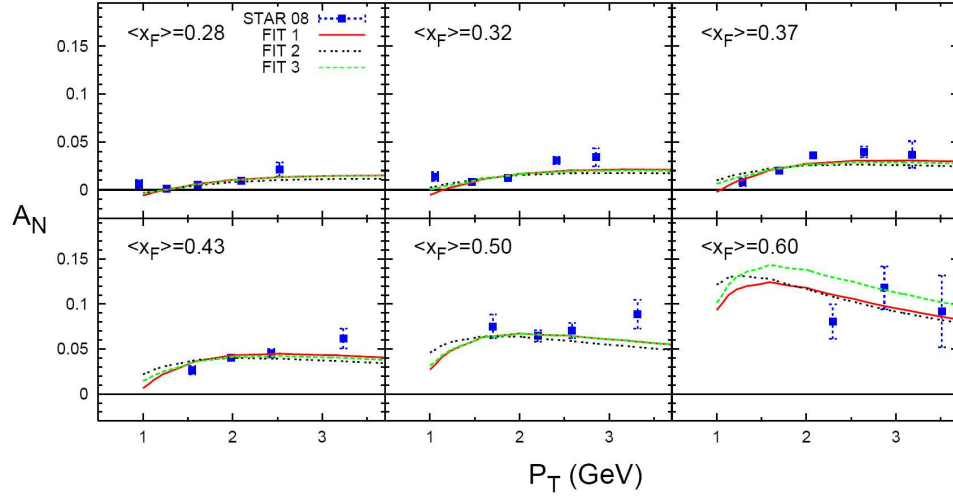 0.15
0.1
0.05
0
<x_F>=0.28
STAR 08
FIT 1
FIT 2
FIT 3
<x_F>=0.32
<x_F>=0.37
A_N
0.15
0.1
0.05
0
<x_F>=0.43
<x_F>=0.50
<x_F>=0.60
1 2 3 1 2 3 1 2 3
P_T (GeV)